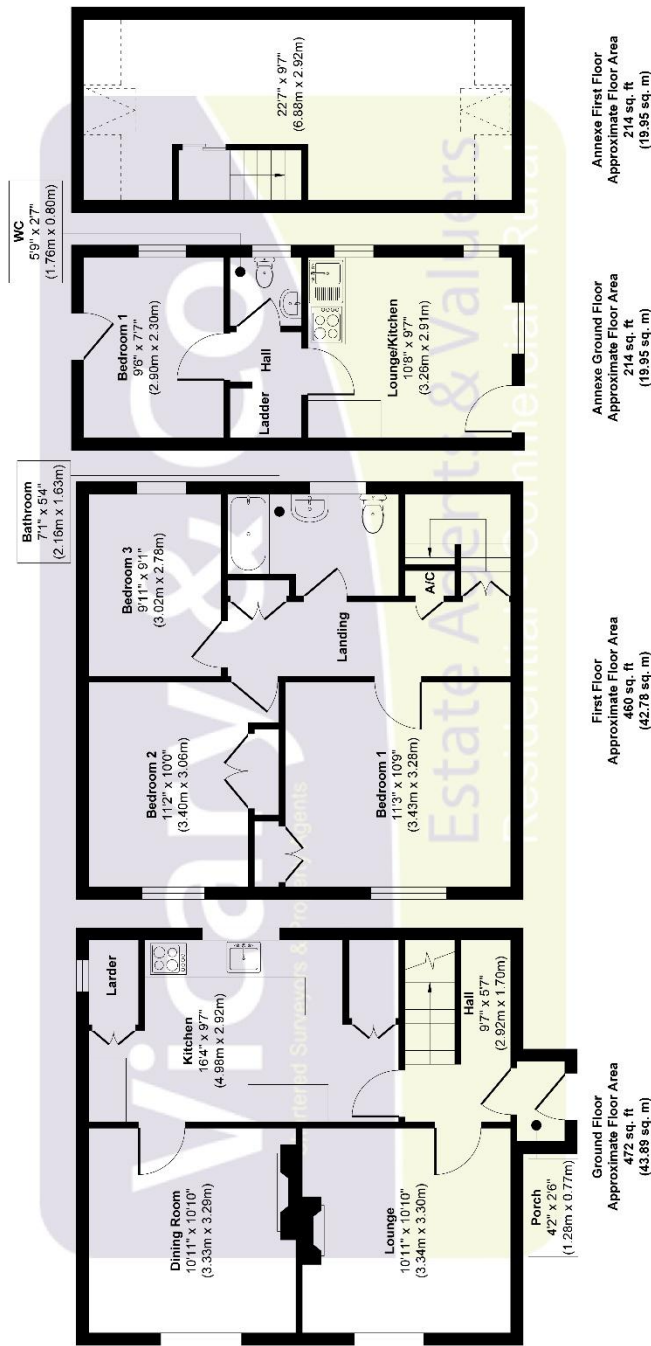 Vickery & Co
Chartered Surveyors & Property Agents
Estate Agents & Valuers
Residential Commercial Rural
Dining Room
10'11" x 10'10"
(3.33m x 3.29m)
Lounge
10'11" x 10'10"
(3.34m x 3.30m)
Larder
Kitchen
16'4" x 9'7"
(4.98m x 2.92m)
Hall
9'7" x 5'7"
(2.92m x 1.70m)
Porch
4'2" x 2'6"
(1.28m x 0.77m)
Ground Floor
Approximate Floor Area
472 sq. ft
(43.89 sq. m)
Bedroom 2
11'2" x 10'0"
(3.40m x 3.06m)
Bedroom 1
11'3" x 10'9"
(3.43m x 3.28m)
Bedroom 3
9'11" x 9'1"
(3.02m x 2.78m)
Bathroom
7'1" x 5'4"
(2.16m x 1.63m)
Landing
A/C
First Floor
Approximate Floor Area
460 sq. ft
(42.78 sq. m)
Bedroom 1
9'6" x 7'7"
(2.90m x 2.30m)
WC
5'9" x 2'7"
(1.76m x 0.80m)
Ladder
Hall
Lounge/Kitchen
10'8" x 9'7"
(3.26m x 2.91m)
Annexe Ground Floor
Approximate Floor Area
214 sq. ft
(19.95 sq. m)
22'7" x 9'7"
(6.88m x 2.92m)
Annexe First Floor
Approximate Floor Area
214 sq. ft
(19.95 sq. m)